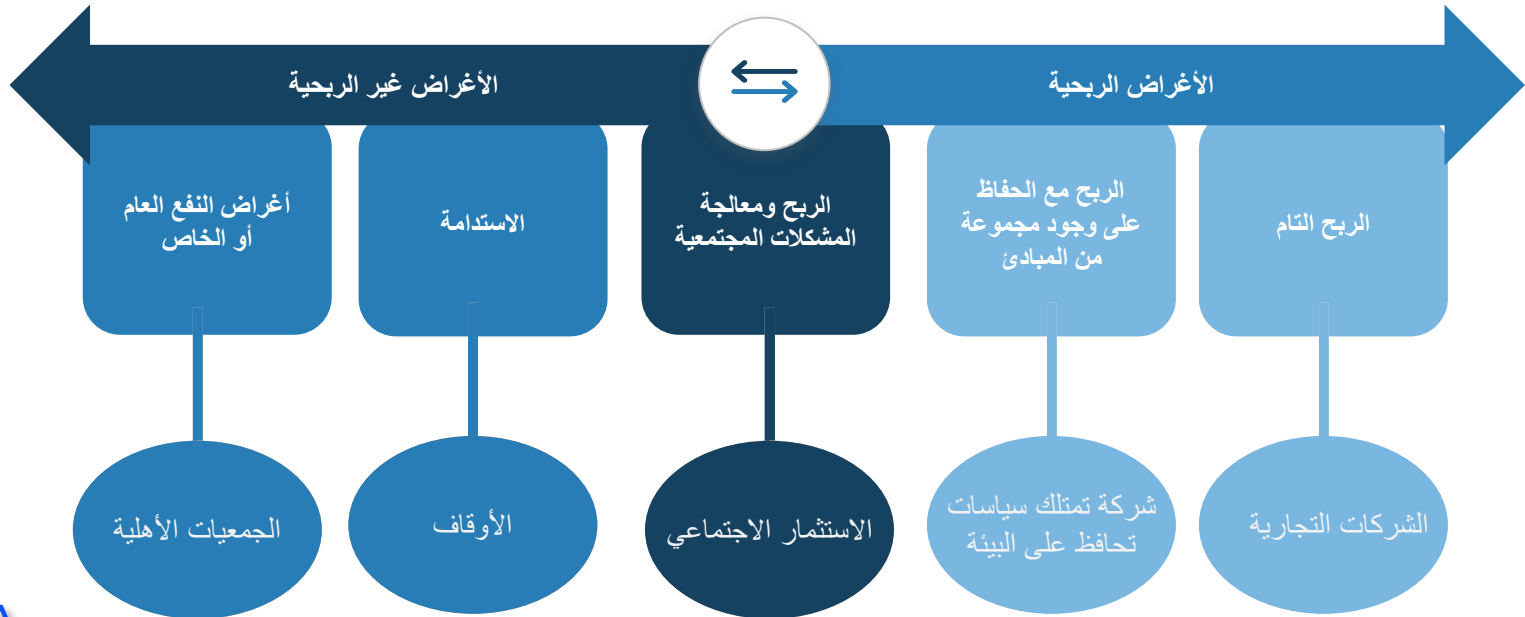 الأغراض الربحية
الأغراض غير الربحية
الربح التام
الربح مع الحفاظ
على وجود مجموعة
من المبادئ
الربح ومعالجة
المشكلات المجتمعية
الاستدامة
أغراض النفع العام
أو الخاص
الشركات التجارية
شركة تمتلك سياسات
تحافظ على البيئة
الاستثمار الاجتماعي
الأوقاف
الجمعيات الأهلية